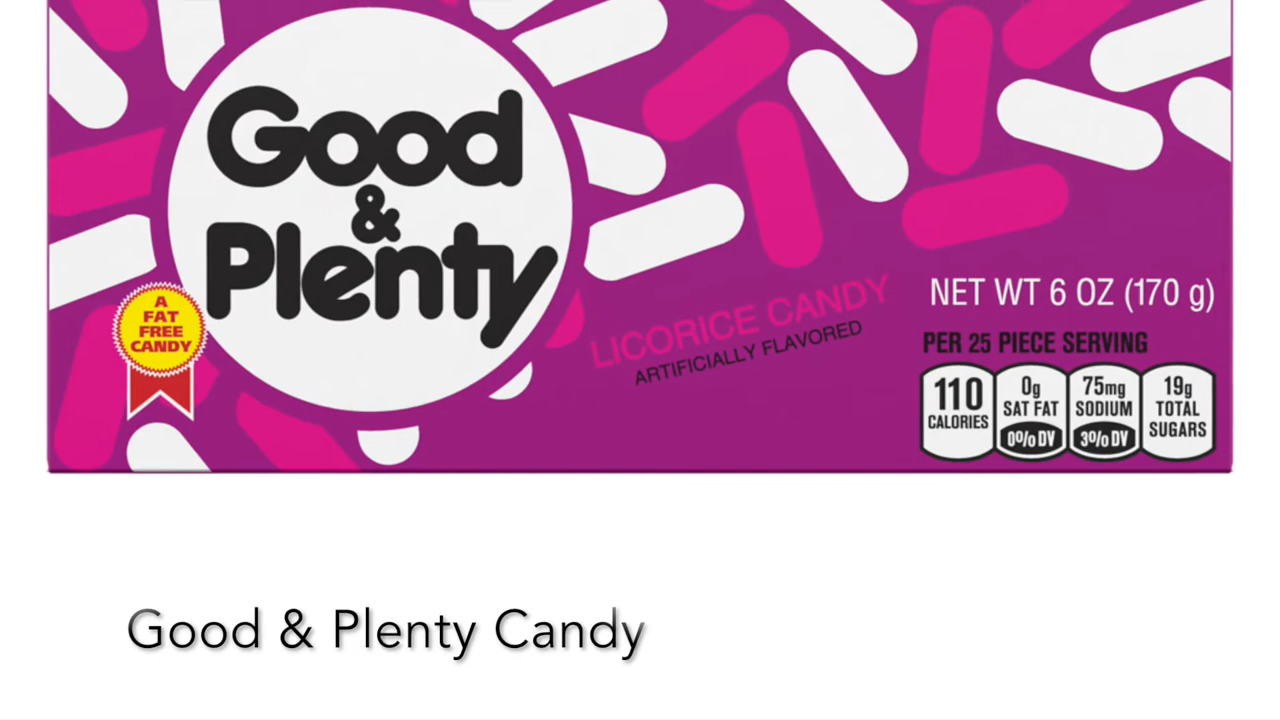 Good
&
Plenty
A
FAT
FREE
CANDY
LICORICE CANDY
ARTIFICIALLY FLAVORED
NET WT 6 OZ (170 g)
PER 25 PIECE SERVING
110
CALORIES
0g
SAT FAT
0% DV
75mg
SODIUM
3% DV
19g
TOTAL
SUGARS
Good & Plenty Candy